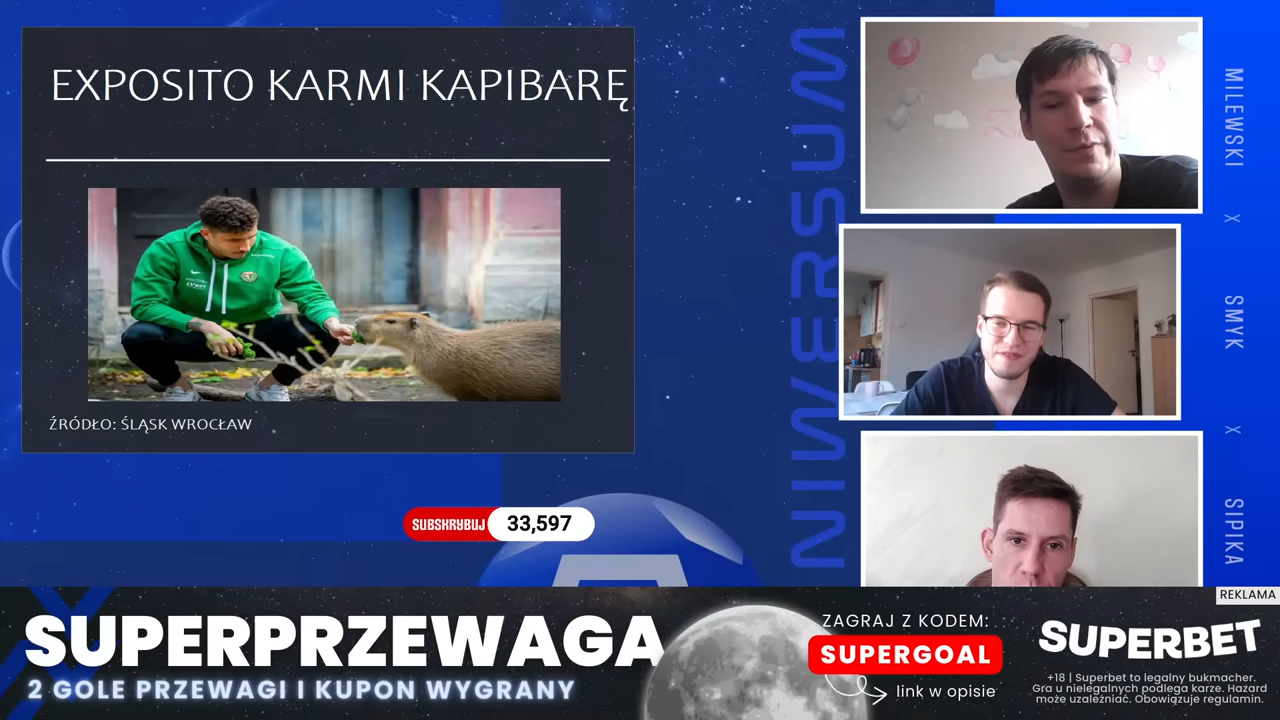 EXPOSITO KARMI KAPIBARĘ
ŹRÓDŁO: ŚLĄSK WROCŁAW
SUBSKRYBUJ 33,597
NIWERSUM
MILEWSKI X SMYK X SIPIKA
REKLAMA
SUPERPRZEWAGA
2 GOLE PRZEWAGI I KUPON WYGRANY
ZAGRAJ Z KODEM:
SUPERGOAL
link w opisie
SUPERBET
+18 | Superbet to legalny bukmacher.
Gra u nielegalnych podlega karze. Hazard
może uzależniać. Obowiązuje regulamin.